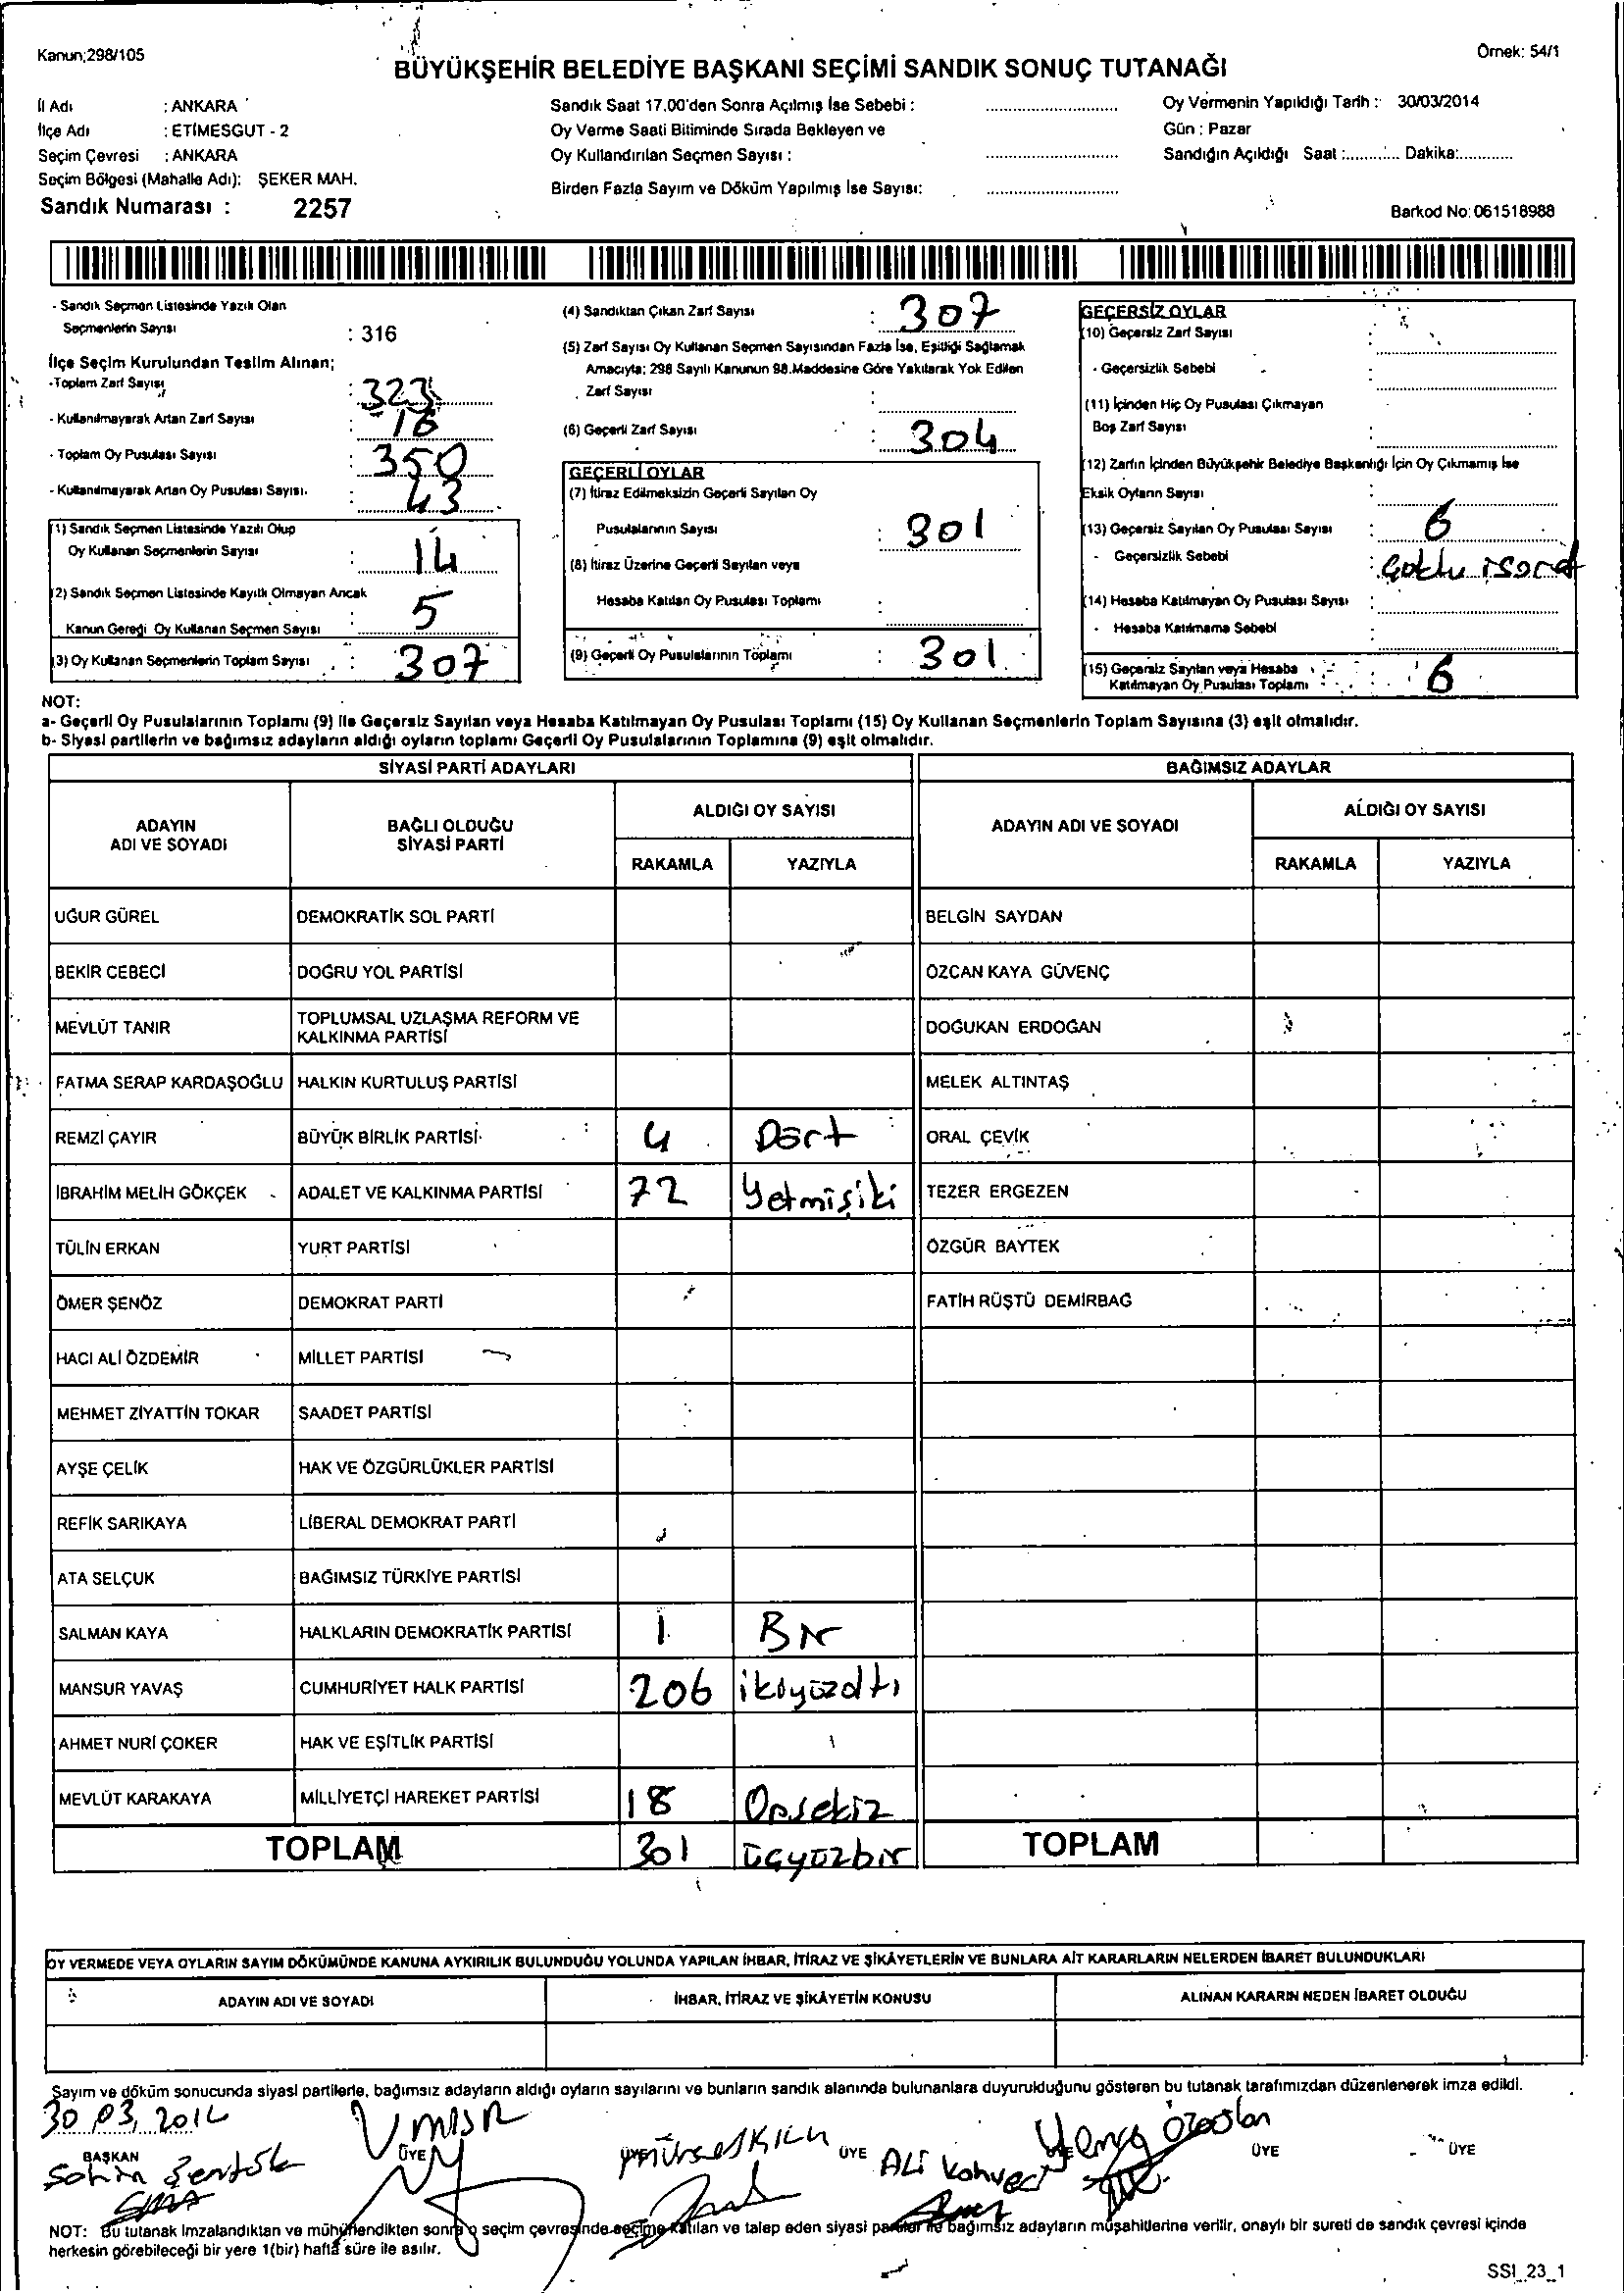 Kanun;298/105
Örnek: 54/1
BÜYÜKŞEHİR BELEDİYE BAŞKANI SEÇİMİ SANDIK SONUÇ TUTANAĞI
İl Adı : ANKARA
İlçe Adı : ETİMESGUT - 2
Seçim Çevresi : ANKARA
Seçim Bölgesi (Mahalle Adı): ŞEKER MAH.
Sandık Numarası : 2257
Sandık Saat 17.00'den Sonra Açılmış İse Sebebi :
Oy Verme Saati Bitiminde Sırada Bekleyen ve
Oy Kullandırılan Seçmen Sayısı :
Birden Fazla Sayım ve Döküm Yapılmış İse Sayısı:
Oy Vermenin Yapıldığı Tarih : 30/03/2014
Gün : Pazar
Sandığın Açıldığı Saat :............ Dakika:............
Barkod No: 061518988
- Sandık Seçmen Listesinde Yazılı Olan
Seçmenlerin Sayısı : 316
İlçe Seçim Kurulundan Teslim Alınan;
- Toplam Zarf Sayısı : 323
- Kullanılmayarak Artan Zarf Sayısı : 16
- Toplam Oy Pusulası Sayısı : 350
- Kullanılmayarak Artan Oy Pusulası Sayısı. : 43
(1) Sandık Seçmen Listesinde Yazılı Olup
Oy Kullanan Seçmenlerin Sayısı : 14
(2) Sandık Seçmen Listesinde Kayıtlı Olmayan Ancak
Kanun Gereği Oy Kullanan Seçmen Sayısı : 5
(3) Oy Kullanan Seçmenlerin Toplam Sayısı : 307
(4) Sandıktan Çıkan Zarf Sayısı : 307
(5) Zarf Sayısı Oy Kullanan Seçmen Sayısından Fazla İse, Eşitliği Sağlamak
Amacıyla; 298 Sayılı Kanunun 98.Maddesine Göre Yakılarak Yok Edilen
Zarf Sayısı :
(6) Geçerli Zarf Sayısı : 304
GEÇERLİ OYLAR
(7) İtiraz Edilmeksizin Geçerli Sayılan Oy
Pusulalarının Sayısı : 301
(8) İtiraz Üzerine Geçerli Sayılan veya
Hesaba Katılan Oy Pusulası Toplamı :
(9) Geçerli Oy Pusulalarının Toplamı : 301
GEÇERSİZ OYLAR
(10) Geçersiz Zarf Sayısı :
- Geçersizlik Sebebi :
(11) İçinden Hiç Oy Pusulası Çıkmayan
Boş Zarf Sayısı :
(12) Zarfın İçinden Büyükşehir Belediye Başkanlığı İçin Oy Çıkmamış İse
Eksik Oyların Sayısı :
(13) Geçersiz Sayılan Oy Pusulası Sayısı : 6
- Geçersizlik Sebebi : Çoklu işaret
(14) Hesaba Katılmayan Oy Pusulası Sayısı :
- Hesaba Katılmama Sebebi :
(15) Geçersiz Sayılan veya Hesaba
Katılmayan Oy Pusulası Toplamı : 6
NOT:
a- Geçerli Oy Pusulalarının Toplamı (9) ile Geçersiz Sayılan veya Hesaba Katılmayan Oy Pusulası Toplamı (15) Oy Kullanan Seçmenlerin Toplam Sayısına (3) eşit olmalıdır.
b- Siyasi partilerin ve bağımsız adayların aldığı oyların toplamı Geçerli Oy Pusulalarının Toplamına (9) eşit olmalıdır.
SİYASİ PARTİ ADAYLARI BAĞIMSIZ ADAYLAR
ADAYIN ADI VE SOYADI BAĞLI OLDUĞU SİYASİ PARTİ ALDIĞI OY SAYISI ADAYIN ADI VE SOYADI ALDIĞI OY SAYISI
RAKAMLA YAZIYLA RAKAMLA YAZIYLA
UĞUR GÜREL DEMOKRATİK SOL PARTİ BELGİN SAYDAN
BEKİR CEBECİ DOĞRU YOL PARTİSİ ÖZCAN KAYA GÜVENÇ
MEVLÜT TANIR TOPLUMSAL UZLAŞMA REFORM VE KALKINMA PARTİSİ DOĞUKAN ERDOĞAN
FATMA SERAP KARDAŞOĞLU HALKIN KURTULUŞ PARTİSİ MELEK ALTINTAŞ
REMZİ ÇAYIR BÜYÜK BİRLİK PARTİSİ 4 Dört ORAL ÇEVİK
İBRAHİM MELİH GÖKÇEK ADALET VE KALKINMA PARTİSİ 72 Yetmişiki TEZER ERGEZEN
TÜLİN ERKAN YURT PARTİSİ ÖZGÜR BAYTEK
ÖMER ŞENÖZ DEMOKRAT PARTİ FATİH RÜŞTÜ DEMİRBAĞ
HACI ALİ ÖZDEMİR MİLLET PARTİSİ
MEHMET ZİYATTİN TOKAR SAADET PARTİSİ
AYŞE ÇELİK HAK VE ÖZGÜRLÜKLER PARTİSİ
REFİK SARIKAYA LİBERAL DEMOKRAT PARTİ
ATA SELÇUK BAĞIMSIZ TÜRKİYE PARTİSİ
SALMAN KAYA HALKLARIN DEMOKRATİK PARTİSİ 1 Bir
MANSUR YAVAŞ CUMHURİYET HALK PARTİSİ 206 ikiyüzaltı
AHMET NURİ ÇOKER HAK VE EŞİTLİK PARTİSİ
MEVLÜT KARAKAYA MİLLİYETÇİ HAREKET PARTİSİ 18 Onsekiz
TOPLAM 301 üçyüzbir TOPLAM
OY VERMEDE VEYA OYLARIN SAYIM DÖKÜMÜNDE KANUNA AYKIRILIK BULUNDUĞU YOLUNDA YAPILAN İHBAR, İTİRAZ VE ŞİKÂYETLERİN VE BUNLARA AİT KARARLARIN NELERDEN İBARET BULUNDUKLARI
ADAYIN ADI VE SOYADI İHBAR, İTİRAZ VE ŞİKÂYETİN KONUSU ALINAN KARARIN NEDEN İBARET OLDUĞU
Sayım ve döküm sonucunda siyasi partilerle, bağımsız adayların aldığı oyların sayılarını ve bunların sandık alanında bulunanlara duyurulduğunu gösteren bu tutanak tarafımızdan düzenlenerek imza edildi.
30.03.2014
BAŞKAN ÜYE ÜYE ÜYE ÜYE ÜYE
Şentürk Ali Kahveci
NOT: Bu tutanak imzalandıktan ve mühürlendikten sonra o seçim çevresinde seçime katılan ve talep eden siyasi partiler ile bağımsız adayların müşahitlerine verilir, onaylı bir sureti de sandık çevresi içinde
herkesin görebileceği bir yere 1(bir) hafta süre ile asılır.
SSI_23_1